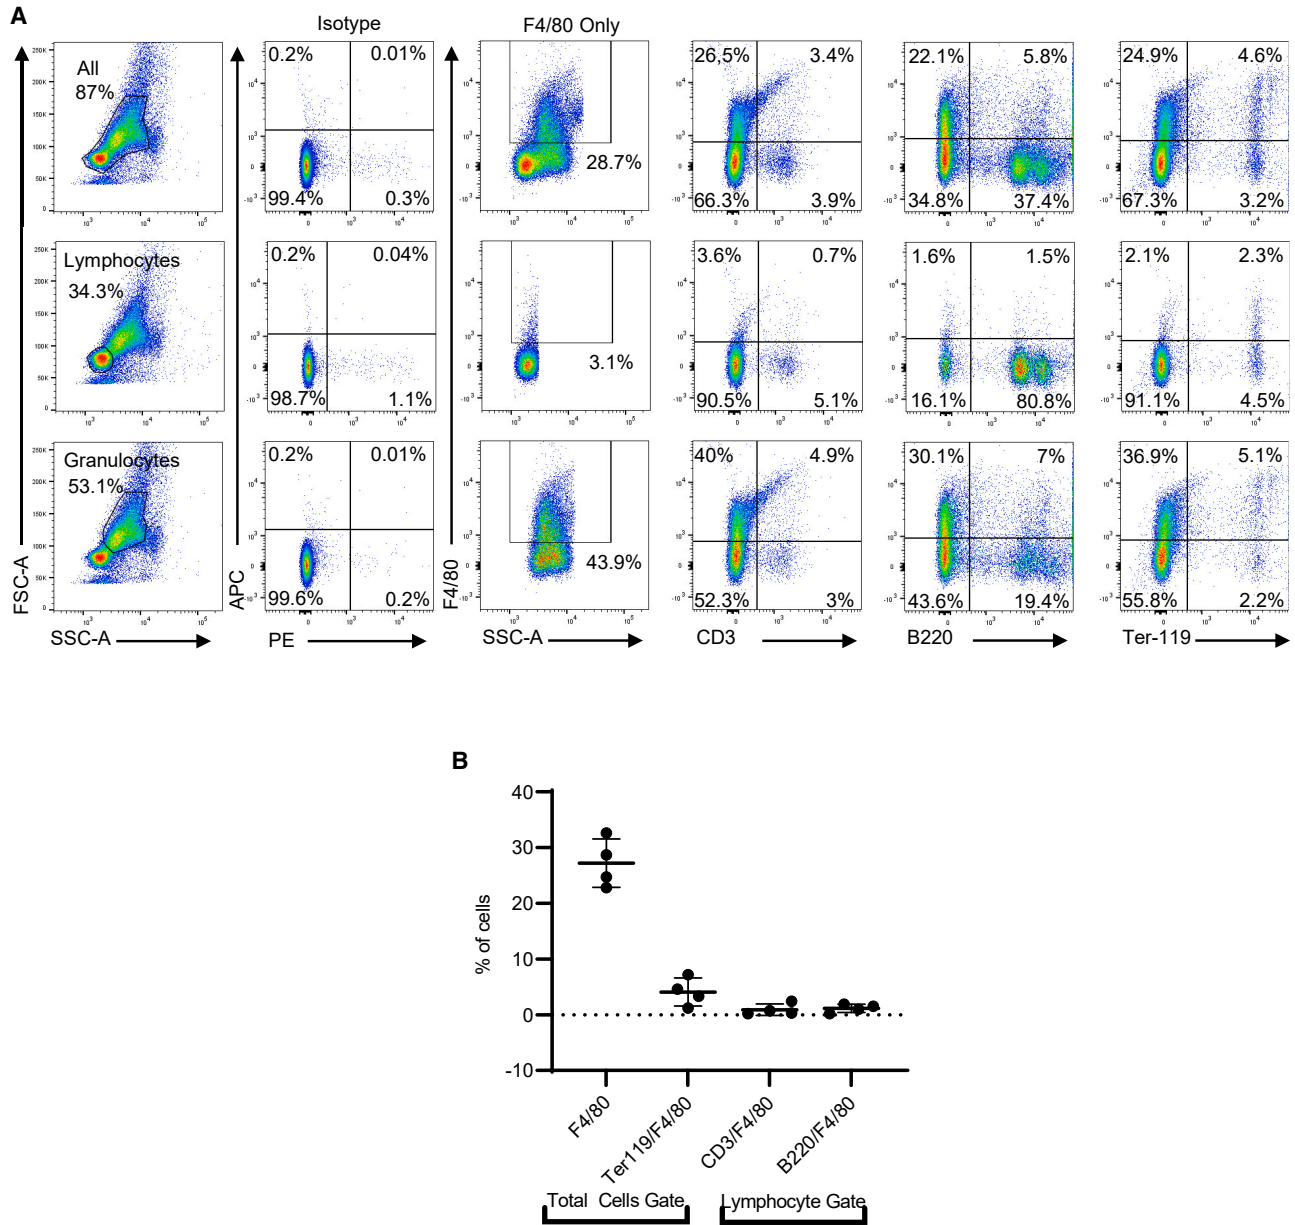 A
Isotype
F4/80 Only
All
87%
0.2% 0.01%
99.4% 0.3%
28.7%
26,5% 3.4%
66.3% 3.9%
22.1% 5.8%
34.8% 37.4%
24.9% 4.6%
67.3% 3.2%
Lymphocytes
34.3%
0.2% 0.04%
98.7% 1.1%
3.1%
3.6% 0.7%
90.5% 5.1%
1.6% 1.5%
16.1% 80.8%
2.1% 2.3%
91.1% 4.5%
Granulocytes
53.1%
0.2% 0.01%
99.6% 0.2%
43.9%
40% 4.9%
52.3% 3%
30.1% 7%
43.6% 19.4%
36.9% 5.1%
55.8% 2.2%
FSC-A
APC
F4/80
SSC-A
PE
SSC-A
CD3
B220
Ter-119
B
40
30
20
10
0
-10
% of cells
F4/80
Ter119/F4/80
CD3/F4/80
B220/F4/80
Total Cells Gate
Lymphocyte Gate